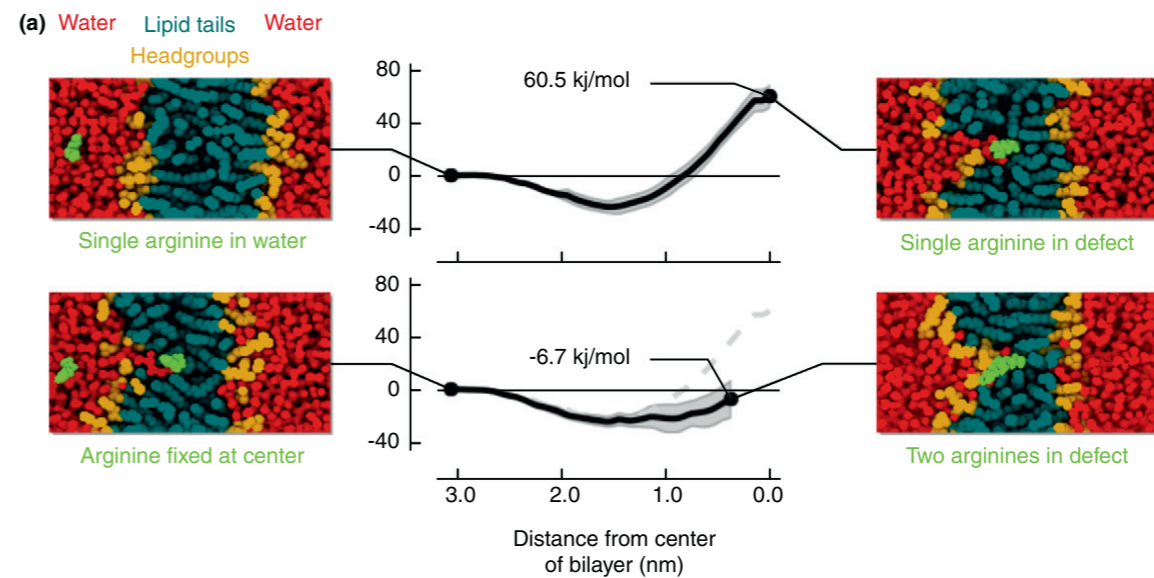 (a) Water Lipid tails Water
Headgroups
80
40
0
-40
60.5 kj/mol
Single arginine in water
Single arginine in defect
80
40
0
-40
-6.7 kj/mol
Arginine fixed at center
Two arginines in defect
3.0 2.0 1.0 0.0
Distance from center
of bilayer (nm)